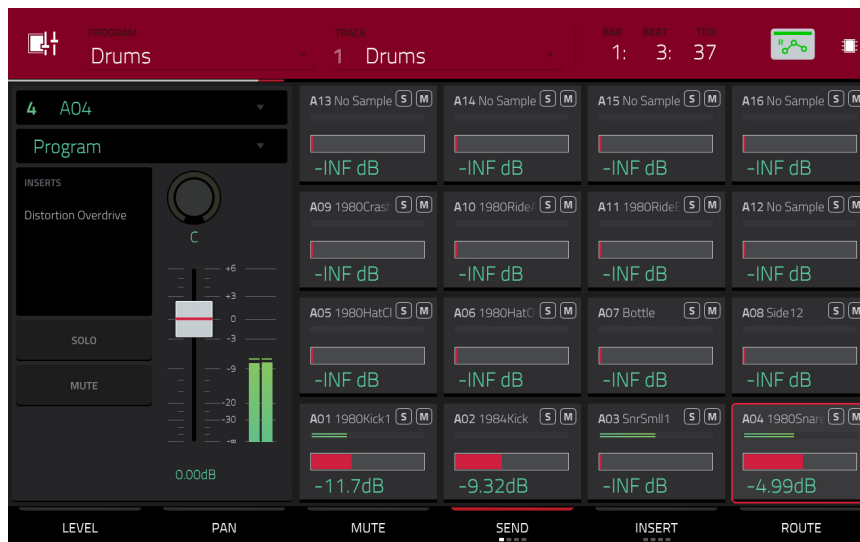 PROGRAM TRACK BAR BEAT TICK
Drums 1 Drums 1: 3: 37
R
4 A04
Program
INSERTS
Distortion Overdrive
C
+6
+3
0
-3
-9
-20
-30
-∞
SOLO
MUTE
0.00dB
A13 No Sample S M A14 No Sample S M A15 No Sample S M A16 No Sample S M
-INF dB -INF dB -INF dB -INF dB
A09 1980Crash S M A10 1980RideA S M A11 1980RideE S M A12 No Sample S M
-INF dB -INF dB -INF dB -INF dB
A05 1980HatCl S M A06 1980HatO S M A07 Bottle S M A08 Side12 S M
-INF dB -INF dB -INF dB -INF dB
A01 1980Kick1 S M A02 1984Kick S M A03 SnrSmll1 S M A04 1980Snare S M
-11.7dB -9.32dB -INF dB -4.99dB
LEVEL PAN MUTE SEND INSERT ROUTE